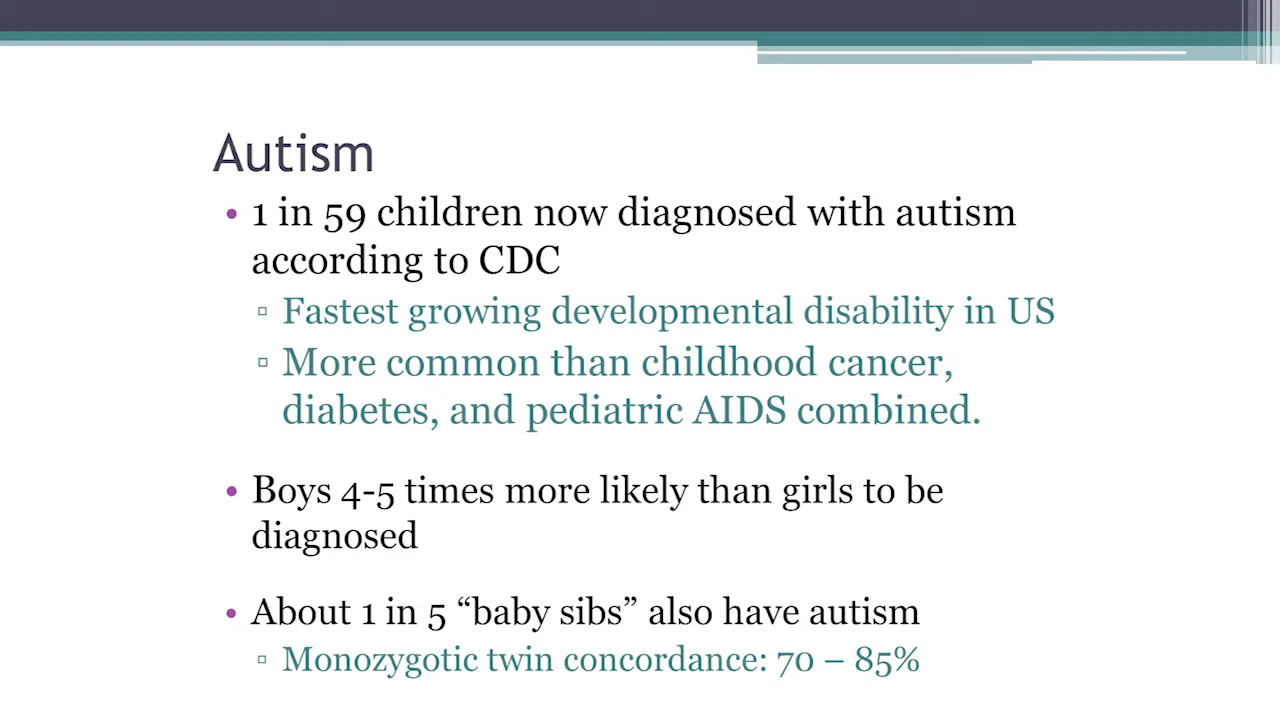 Autism
• 1 in 59 children now diagnosed with autism
according to CDC
▫ Fastest growing developmental disability in US
▫ More common than childhood cancer,
diabetes, and pediatric AIDS combined.
• Boys 4-5 times more likely than girls to be
diagnosed
• About 1 in 5 “baby sibs” also have autism
▫ Monozygotic twin concordance: 70 – 85%